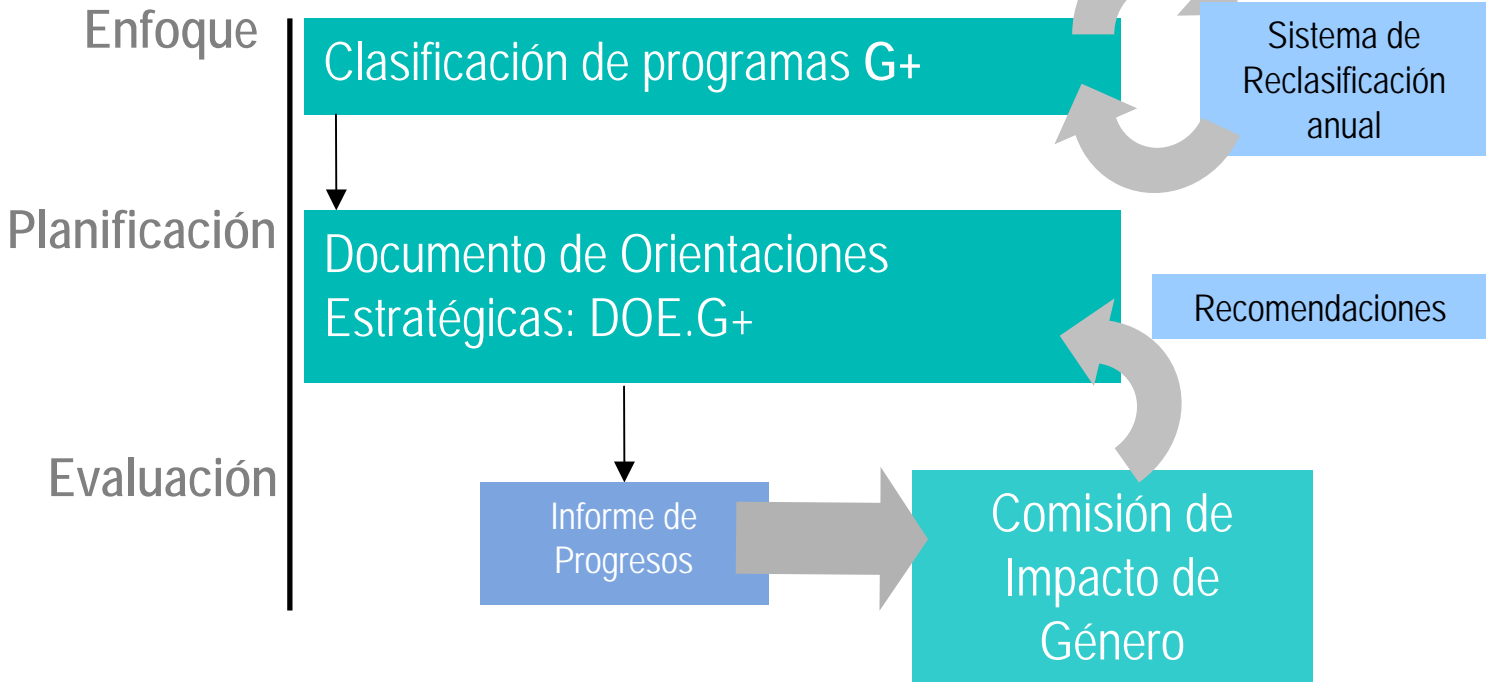 Enfoque
Clasificación de programas G+
Sistema de
Reclasificación
anual
Planificación
Documento de Orientaciones
Estratégicas: DOE.G+
Recomendaciones
Evaluación
Informe de
Progresos
Comisión de
Impacto de
Género